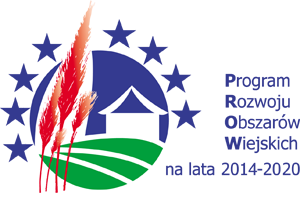 Program
Rozwoju
Obszarów
Wiejskich
na lata 2014-2020